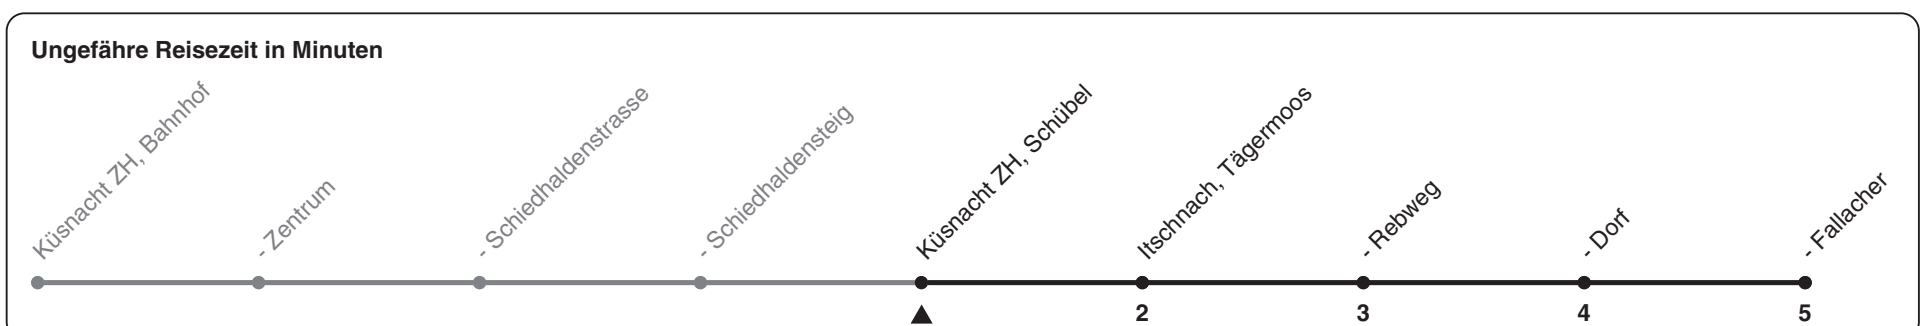 Ungefähre Reisezeit in Minuten
Küsnacht ZH, Bahnhof
- Zentrum
- Schiedhaldenstrasse
- Schiedhaldensteig
Küsnacht ZH, Schübel
Itschnach, Tägermoos
- Rebweg
- Dorf
- Fallacher
2 3 4 5